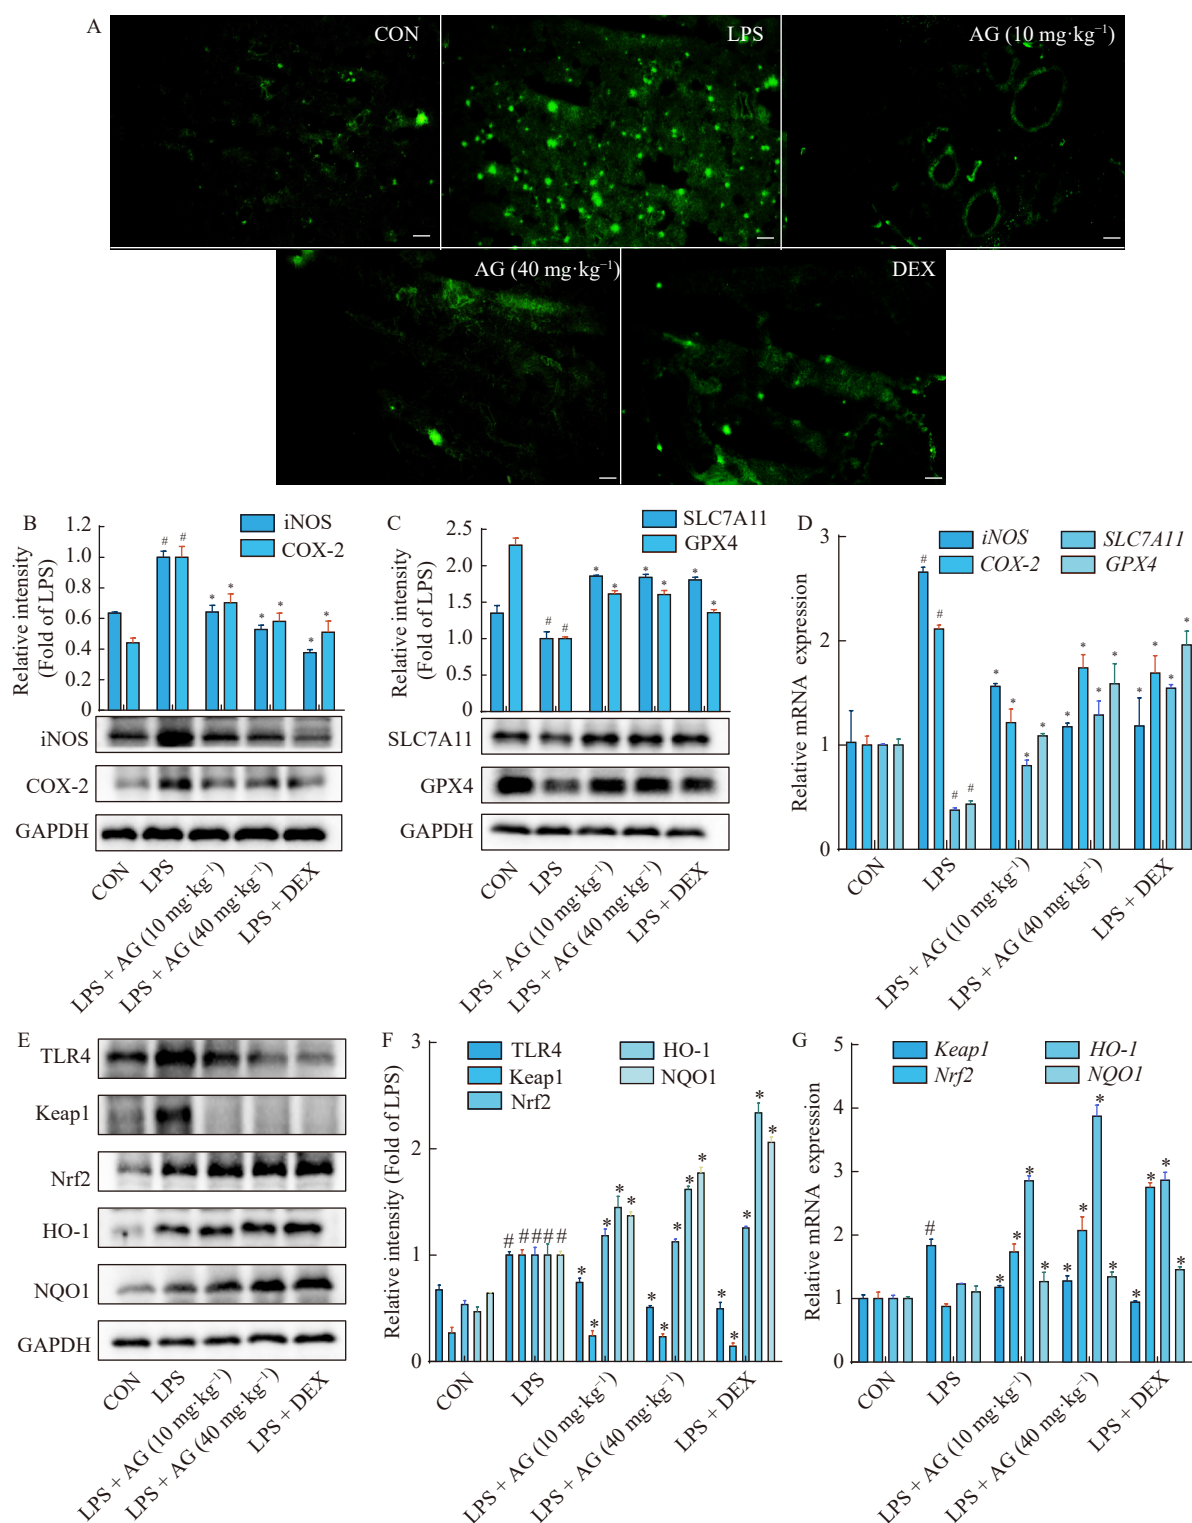 A
CON
LPS
AG (10 mg·kg⁻¹)
AG (40 mg·kg⁻¹)
DEX
B
Relative intensity
(Fold of LPS)
1.2
1.0
0.8
0.6
0.4
0.2
0
iNOS
COX-2
# #
* *
* *
* *
iNOS
COX-2
GAPDH
CON
LPS
LPS + AG (10 mg·kg⁻¹)
LPS + AG (40 mg·kg⁻¹)
LPS + DEX
C
Relative intensity
(Fold of LPS)
2.5
2.0
1.5
1.0
0.5
0
SLC7A11
GPX4
# #
* *
* *
* *
SLC7A11
GPX4
GAPDH
CON
LPS
LPS + AG (10 mg·kg⁻¹)
LPS + AG (40 mg·kg⁻¹)
LPS + DEX
D
Relative mRNA expression
3
2
1
0
iNOS
COX-2
SLC7A11
GPX4
# # # #
* * * *
* * * *
* * * *
CON
LPS
LPS + AG (10 mg·kg⁻¹)
LPS + AG (40 mg·kg⁻¹)
LPS + DEX
E
TLR4
Keap1
Nrf2
HO-1
NQO1
GAPDH
CON
LPS
LPS + AG (10 mg·kg⁻¹)
LPS + AG (40 mg·kg⁻¹)
LPS + DEX
F
Relative intensity (Fold of LPS)
3
2
1
0
TLR4
Keap1
Nrf2
HO-1
NQO1
# # # # #
* * * * *
* * * * *
* * * * *
CON
LPS
LPS + AG (10 mg·kg⁻¹)
LPS + AG (40 mg·kg⁻¹)
LPS + DEX
G
Relative mRNA expression
5
4
3
2
1
0
Keap1
Nrf2
HO-1
NQO1
#
* * * *
* * * *
* * * *
CON
LPS
LPS + AG (10 mg·kg⁻¹)
LPS + AG (40 mg·kg⁻¹)
LPS + DEX